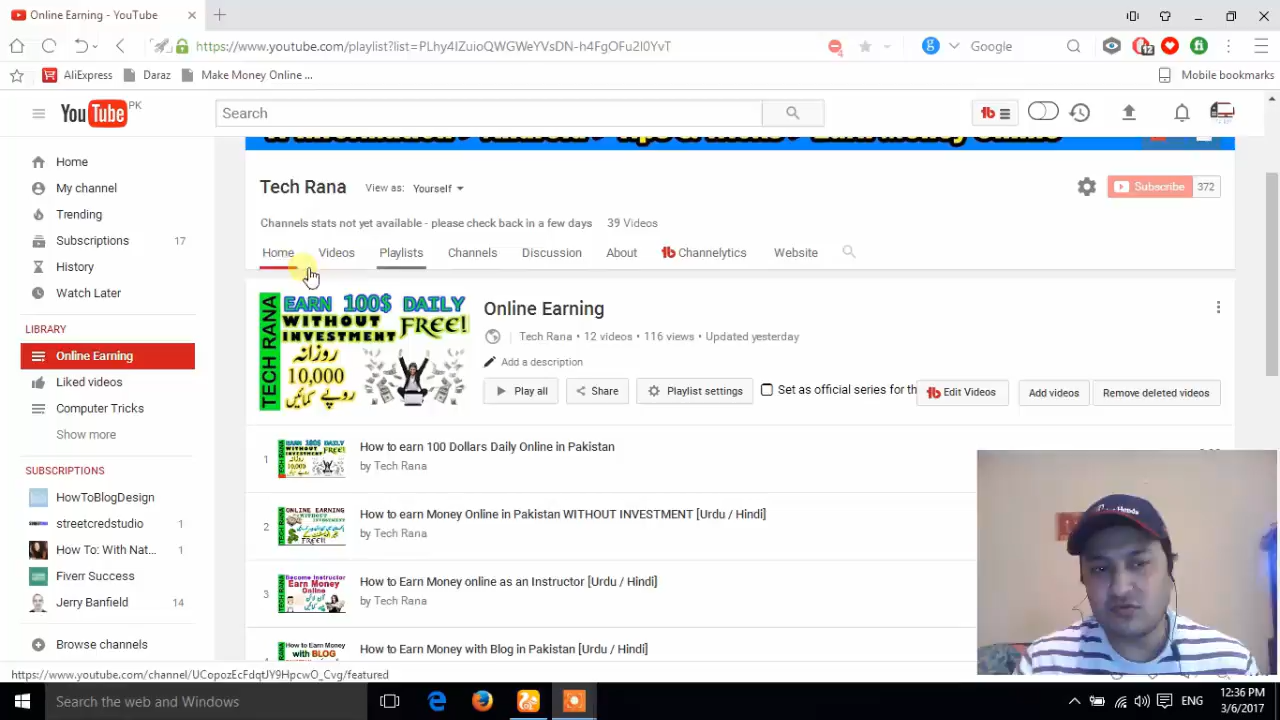 Online Earning - YouTube
https://www.youtube.com/playlist?list=PLhy4IZuIoQWGWeYVsDN-h4FgOFu2I0YvT
4
g
Google
12
AliExpress
Daraz
Make Money Online ...
Mobile bookmarks
YouTube PK
Search
tb
Home
My channel
Trending
Subscriptions 17
History
Watch Later
LIBRARY
Online Earning
Liked videos
Computer Tricks
Show more
SUBSCRIPTIONS
HowToBlogDesign
streetcredstudio 1
How To: With Nat... 1
Fiverr Success
Jerry Banfield 14
Browse channels
Tech Rana
View as: Yourself
Subscribe 372
Channels stats not yet available - please check back in a few days
39 Videos
Home Videos Playlists Channels Discussion About tb Channelytics Website
TECH RANA
EARN 100$ DAILY
WITHOUT
INVESTMENT
FREE!
روزانہ
10,000
روپے کمائیں
Online Earning
Tech Rana • 12 videos • 116 views • Updated yesterday
Add a description
Play all
Share
Playlist settings
Set as official series for th
tb Edit Videos
Add videos
Remove deleted videos
1
How to earn 100 Dollars Daily Online in Pakistan
by Tech Rana
2
How to earn Money Online in Pakistan WITHOUT INVESTMENT [Urdu / Hindi]
by Tech Rana
3
How to Earn Money online as an Instructor [Urdu / Hindi]
by Tech Rana
How to Earn Money with Blog in Pakistan [Urdu / Hindi]
https://www.youtube.com/channel/UCopozEcFdqtJY9HpcwO_Cvg/featured
Search the web and Windows
ENG
12:36 PM
3/6/2017